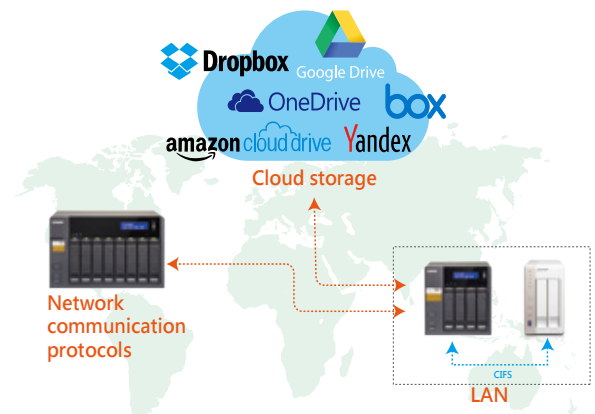 Dropbox
Google Drive
OneDrive
box
amazon cloud drive
Yandex
Cloud storage
Network
communication
protocols
CIFS
LAN